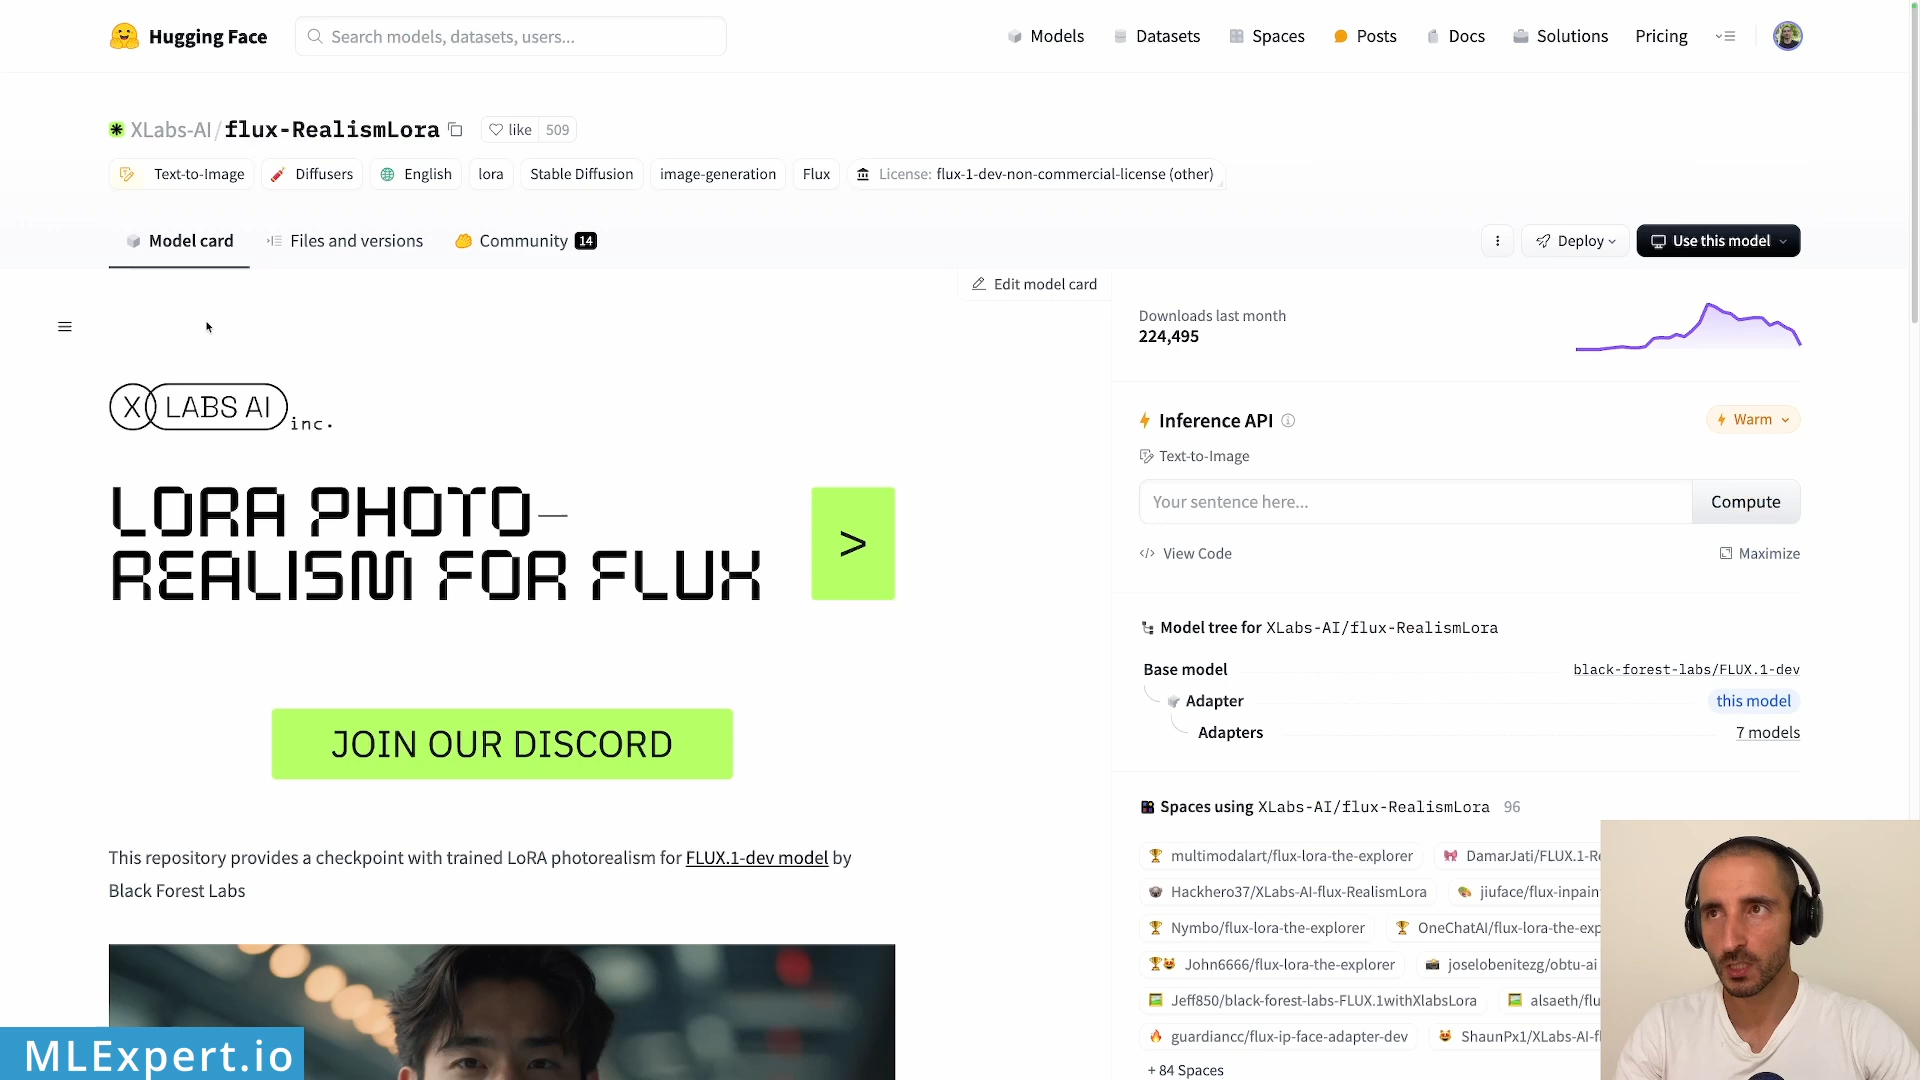 Hugging Face
Search models, datasets, users...
Models
Datasets
Spaces
Posts
Docs
Solutions
Pricing
XLabs-AI/flux-RealismLora
like 509
Text-to-Image
Diffusers
English
lora
Stable Diffusion
image-generation
Flux
License: flux-1-dev-non-commercial-license (other)
Model card
Files and versions
Community 14
Deploy
Use this model
Edit model card
X LABS AI inc.
LORA PHOTO—
REALISM FOR FLUX
>
JOIN OUR DISCORD
This repository provides a checkpoint with trained LoRA photorealism for FLUX.1-dev model by
Black Forest Labs
Downloads last month
224,495
Inference API
Warm
Text-to-Image
Your sentence here...
Compute
</> View Code
Maximize
Model tree for XLabs-AI/flux-RealismLora
Base model black-forest-labs/FLUX.1-dev
Adapter this model
Adapters 7 models
Spaces using XLabs-AI/flux-RealismLora 96
multimodalart/flux-lora-the-explorer
DamarJati/FLUX.1-Re
Hackhero37/XLabs-AI-flux-RealismLora
jiuface/flux-inpain
Nymbo/flux-lora-the-explorer
OneChatAI/flux-lora-the-exp
John6666/flux-lora-the-explorer
joselobenitezg/obtu-ai
Jeff850/black-forest-labs-FLUX.1withXlabsLora
alsaeth/flu
guardiancc/flux-ip-face-adapter-dev
ShaunPx1/XLabs-AI-f
+ 84 Spaces
MLExpert.io